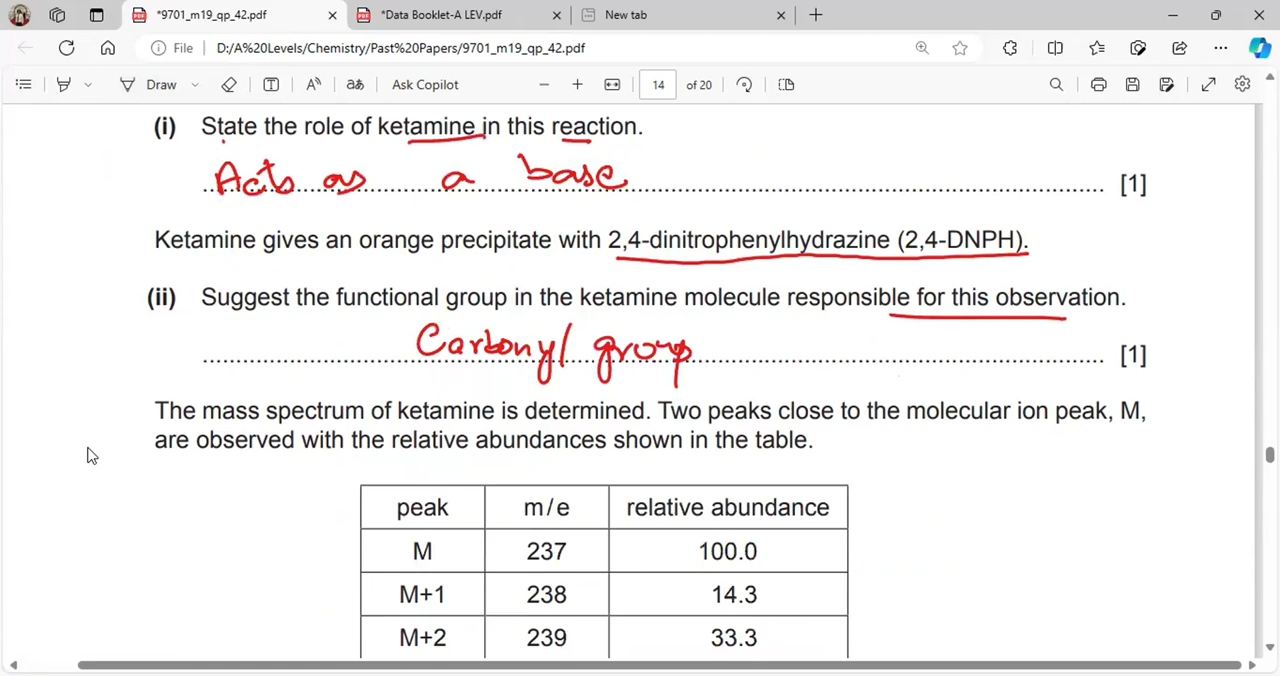 *9701_m19_qp_42.pdf
*Data Booklet-A LEV.pdf
New tab
File
D:/A%20Levels/Chemistry/Past%20Papers/9701_m19_qp_42.pdf
Draw
Ask Copilot
14 of 20
(i) State the role of ketamine in this reaction.
Acts as a base
[1]
Ketamine gives an orange precipitate with 2,4-dinitrophenylhydrazine (2,4-DNPH).
(ii) Suggest the functional group in the ketamine molecule responsible for this observation.
Carbonyl group
[1]
The mass spectrum of ketamine is determined. Two peaks close to the molecular ion peak, M,
are observed with the relative abundances shown in the table.
peak m/e relative abundance
M 237 100.0
M+1 238 14.3
M+2 239 33.3